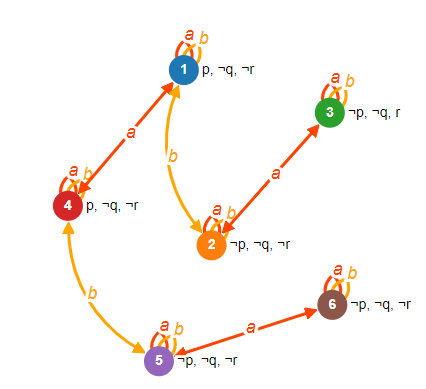 a b
1 p, ¬q, ¬r
a b
3 ¬p, ¬q, r
a
b
a
a b
4 p, ¬q, ¬r
a b
2 ¬p, ¬q, ¬r
a b
6 ¬p, ¬q, ¬r
b
a
a b
5 ¬p, ¬q, ¬r